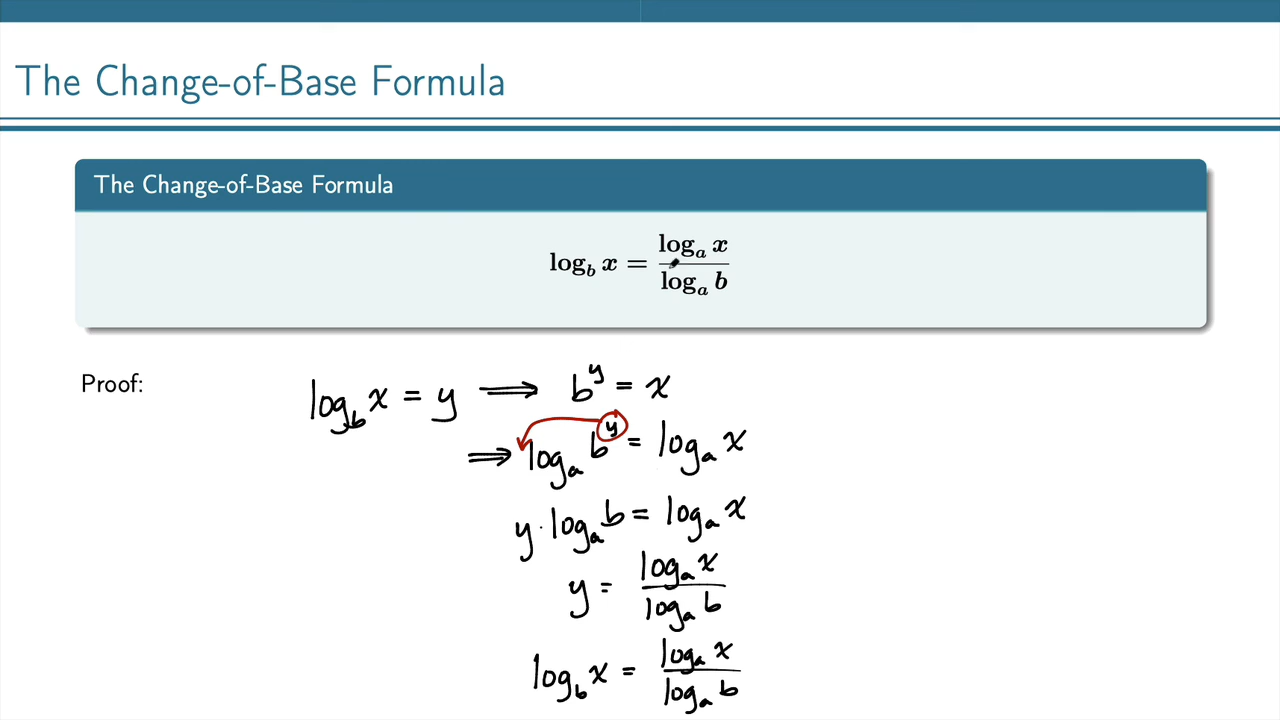 The Change-of-Base Formula
The Change-of-Base Formula
log_b x = log_a x / log_a b
Proof:
log_b x = y ⟹ b^y = x
⟹ log_a b^y = log_a x
y · log_a b = log_a x
y = log_a x / log_a b
log_b x = log_a x / log_a b